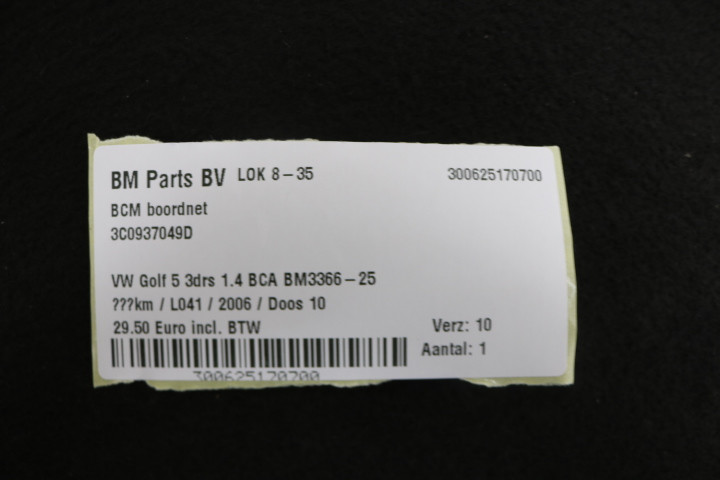 BM Parts BV LOK 8-35 300625170700
BCM boordnet
3C0937049D
VW Golf 5 3drs 1.4 BCA BM3366-25
???km / L041 / 2006 / Doos 10
29.50 Euro incl. BTW Verz: 10
Aantal: 1
300625170700